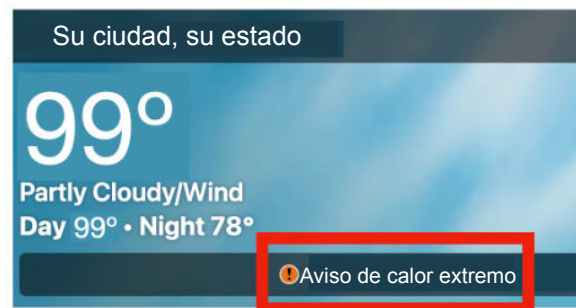 Su ciudad, su estado
99°
Partly Cloudy/Wind
Day 99° • Night 78°
Aviso de calor extremo